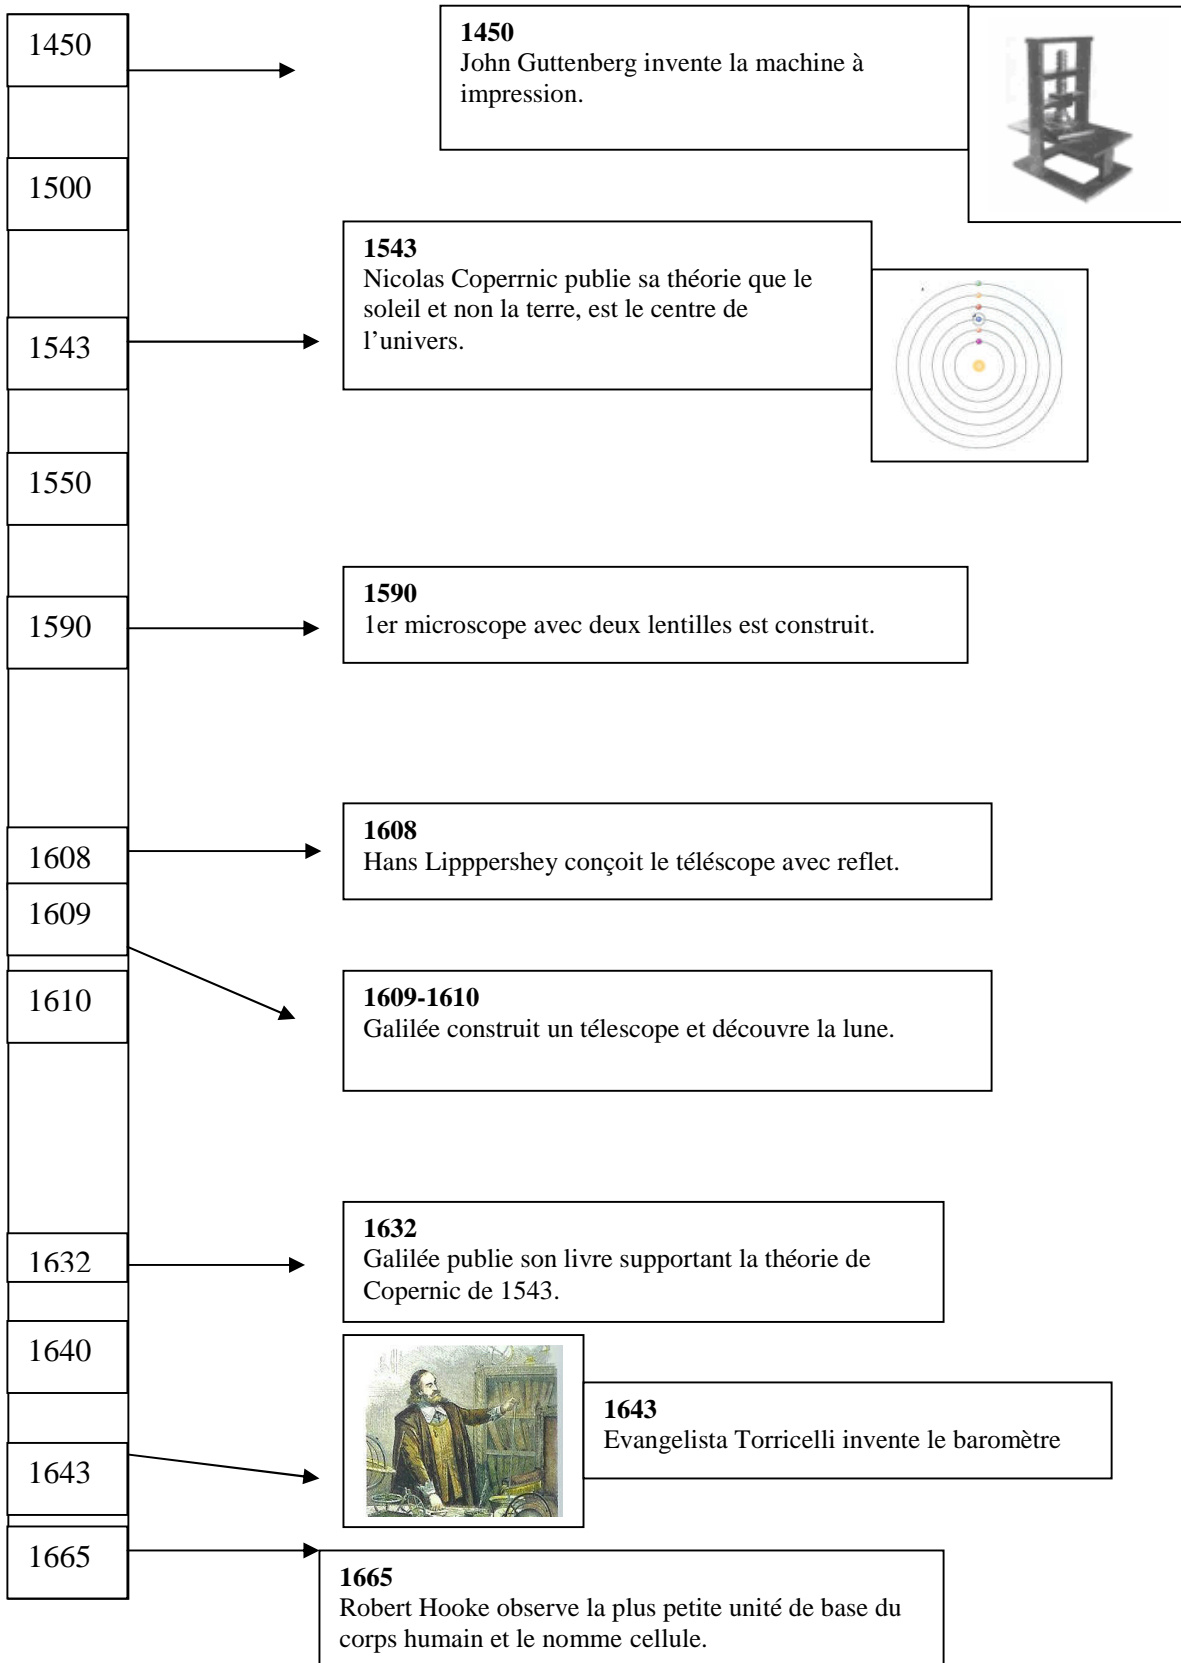 1450
1450
John Guttenberg invente la machine à
impression.
1500
1543
Nicolas Coperrnic publie sa théorie que le
soleil et non la terre, est le centre de
l’univers.
1543
1550
1590
1590
1er microscope avec deux lentilles est construit.
1608
1608
Hans Lipppershey conçoit le téléscope avec reflet.
1609
1610
1609-1610
Galilée construit un télescope et découvre la lune.
1632
1632
Galilée publie son livre supportant la théorie de
Copernic de 1543.
1640
1643
1643
Evangelista Torricelli invente le baromètre
1665
1665
Robert Hooke observe la plus petite unité de base du
corps humain et le nomme cellule.